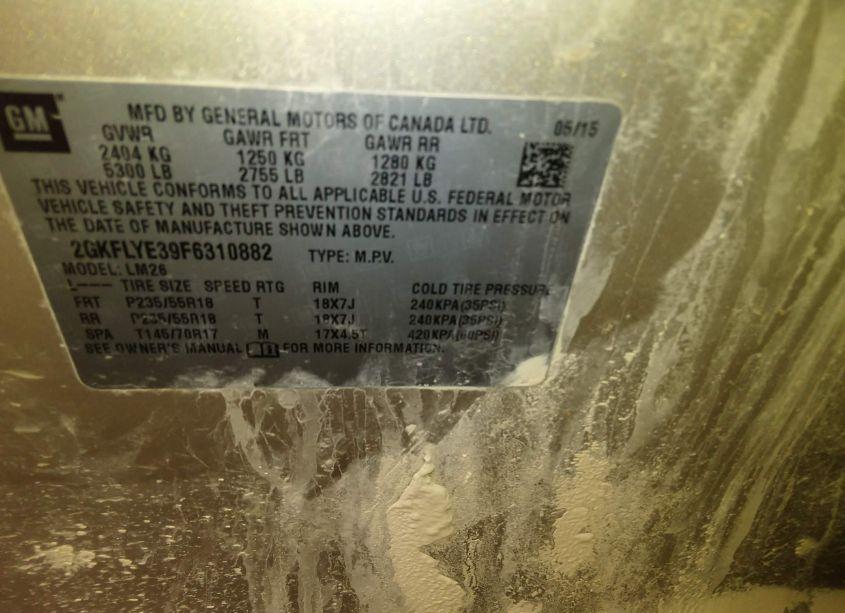 GM
MFD BY GENERAL MOTORS OF CANADA LTD. 05/15
GVWR GAWR FRT GAWR RR
2404 KG 1250 KG 1280 KG
5300 LB 2755 LB 2821 LB
THIS VEHICLE CONFORMS TO ALL APPLICABLE U.S. FEDERAL MOTOR
VEHICLE SAFETY AND THEFT PREVENTION STANDARDS IN EFFECT ON
THE DATE OF MANUFACTURE SHOWN ABOVE.
2GKFLYE39F6310882 TYPE: M.P.V.
MODEL: LM26
TIRE SIZE SPEED RTG RIM COLD TIRE PRESSURE
FRT P235/55R18 T 18X7J 240KPA(35PSI)
RR P235/55R18 T 18X7J 240KPA(35PSI)
SPA T145/70R17 M 17X4.5T 420KPA(60PSI)
SEE OWNER'S MANUAL FOR MORE INFORMATION.